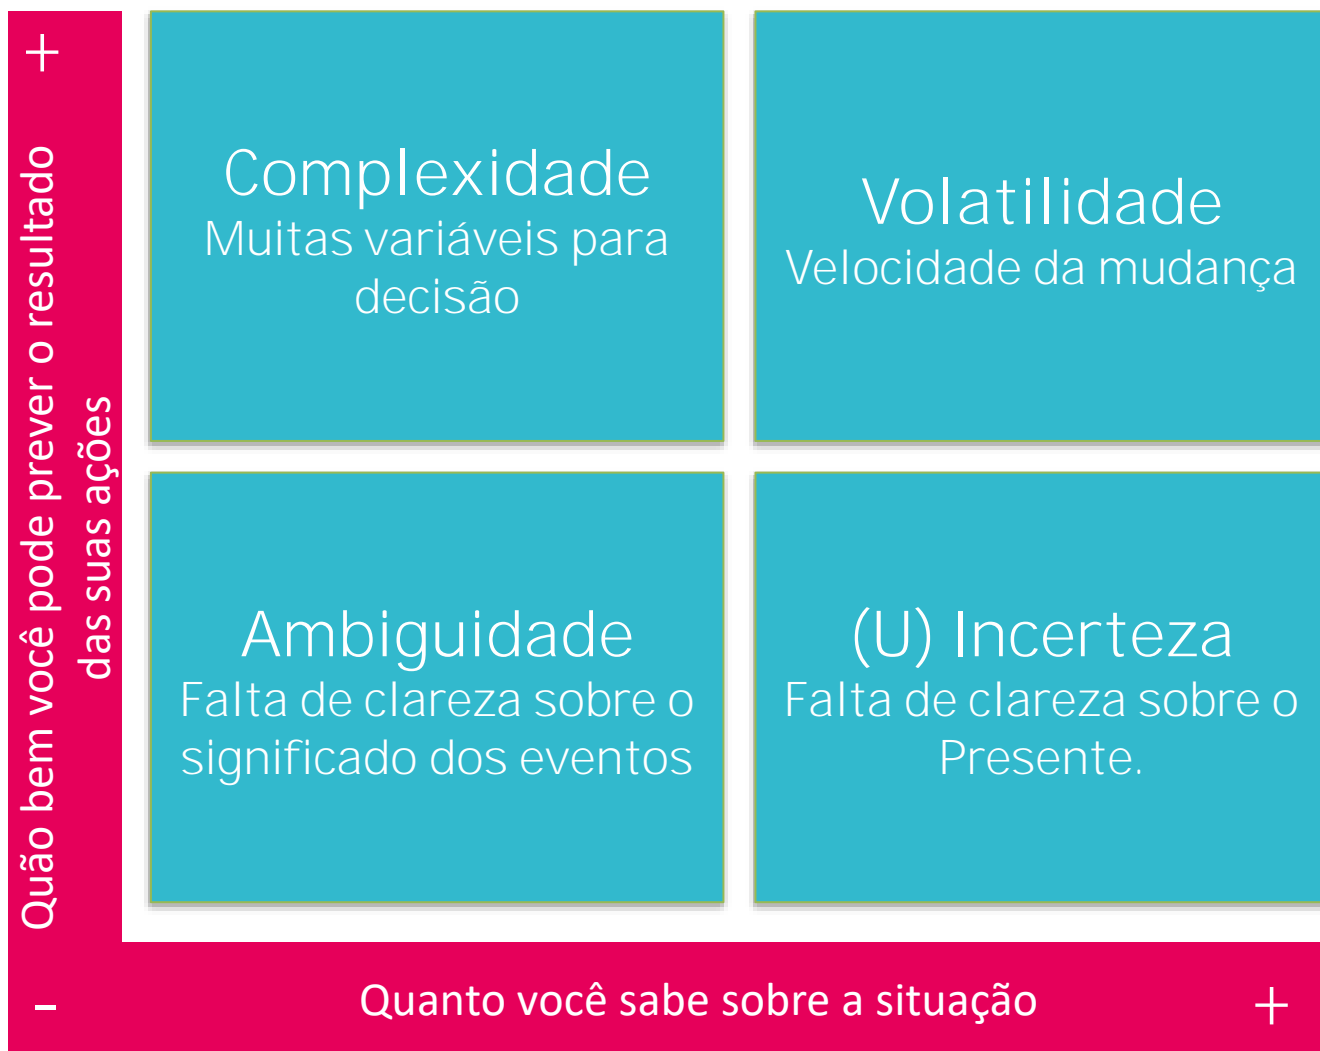 +
Quão bem você pode prever o resultado
das suas ações
Complexidade
Muitas variáveis para
decisão
Volatilidade
Velocidade da mudança
Ambiguidade
Falta de clareza sobre o
significado dos eventos
(U) Incerteza
Falta de clareza sobre o
Presente.
-
Quanto você sabe sobre a situação
+